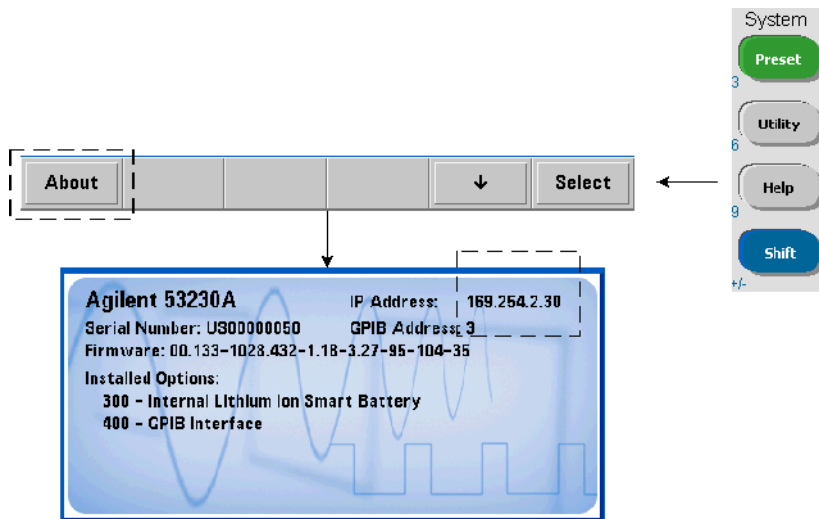 System
Preset
3
Utility
6
Help
9
Shift
+/-
About
↓
Select
Agilent 53230A
IP Address: 169.254.2.30
Serial Number: US00000050
GPIB Address: 3
Firmware: 00.133-1028.432-1.18-3.27-95-104-35
Installed Options:
300 - Internal Lithium Ion Smart Battery
400 - GPIB Interface